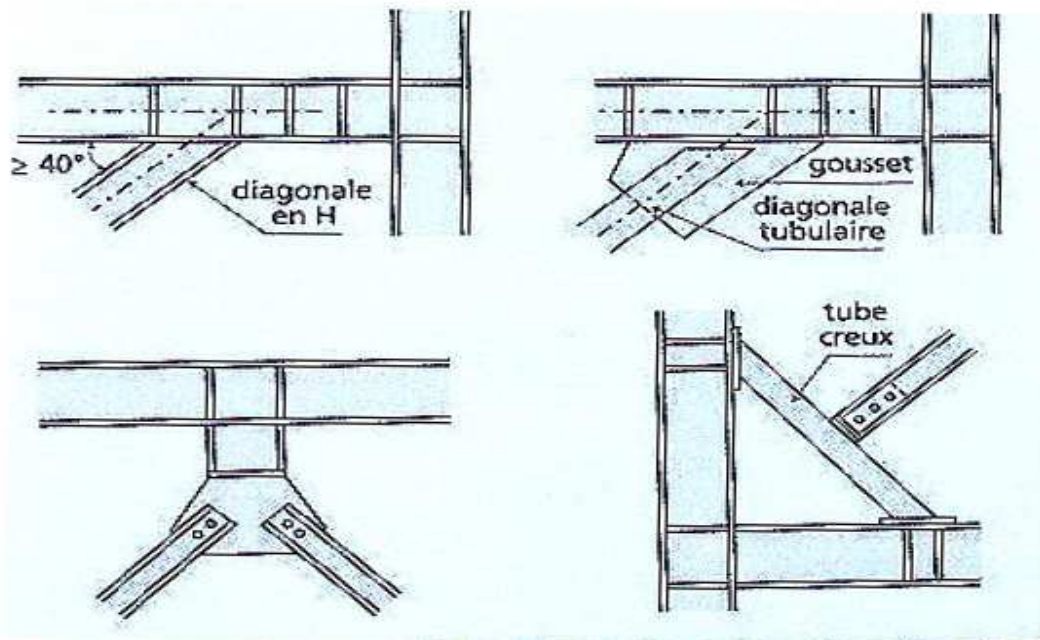 ≥ 40°
diagonale
en H
gousset
diagonale
tubulaire
tube
creux